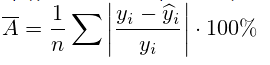 A̅ = 1/n ∑ |(yᵢ − ŷᵢ)/yᵢ| · 100%